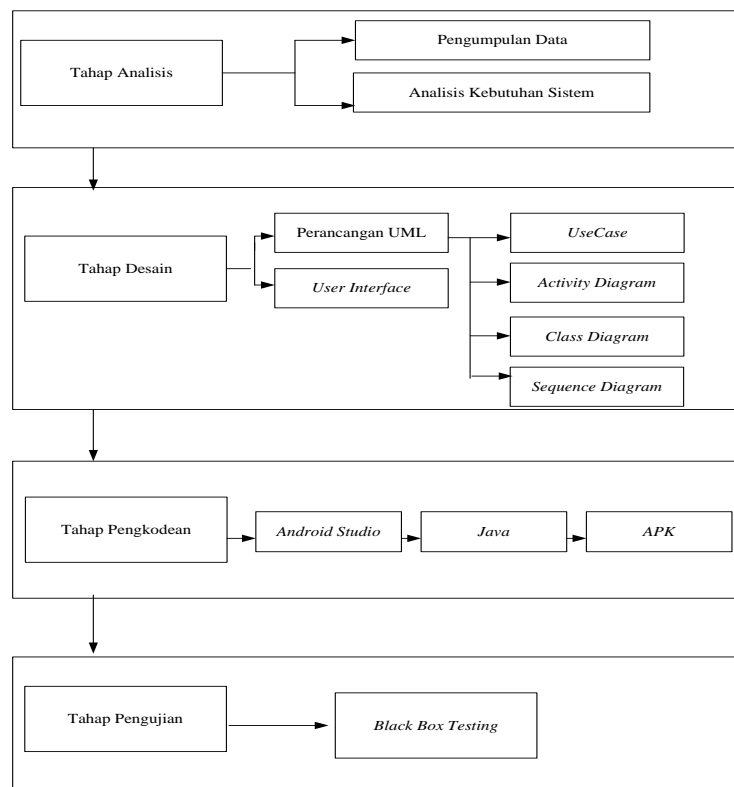 Pengumpulan Data
Tahap Analisis
Analisis Kebutuhan Sistem
Perancangan UML
UseCase
Tahap Desain
User Interface
Activity Diagram
Class Diagram
Sequence Diagram
Tahap Pengkodean
Android Studio
Java
APK
Tahap Pengujian
Black Box Testing